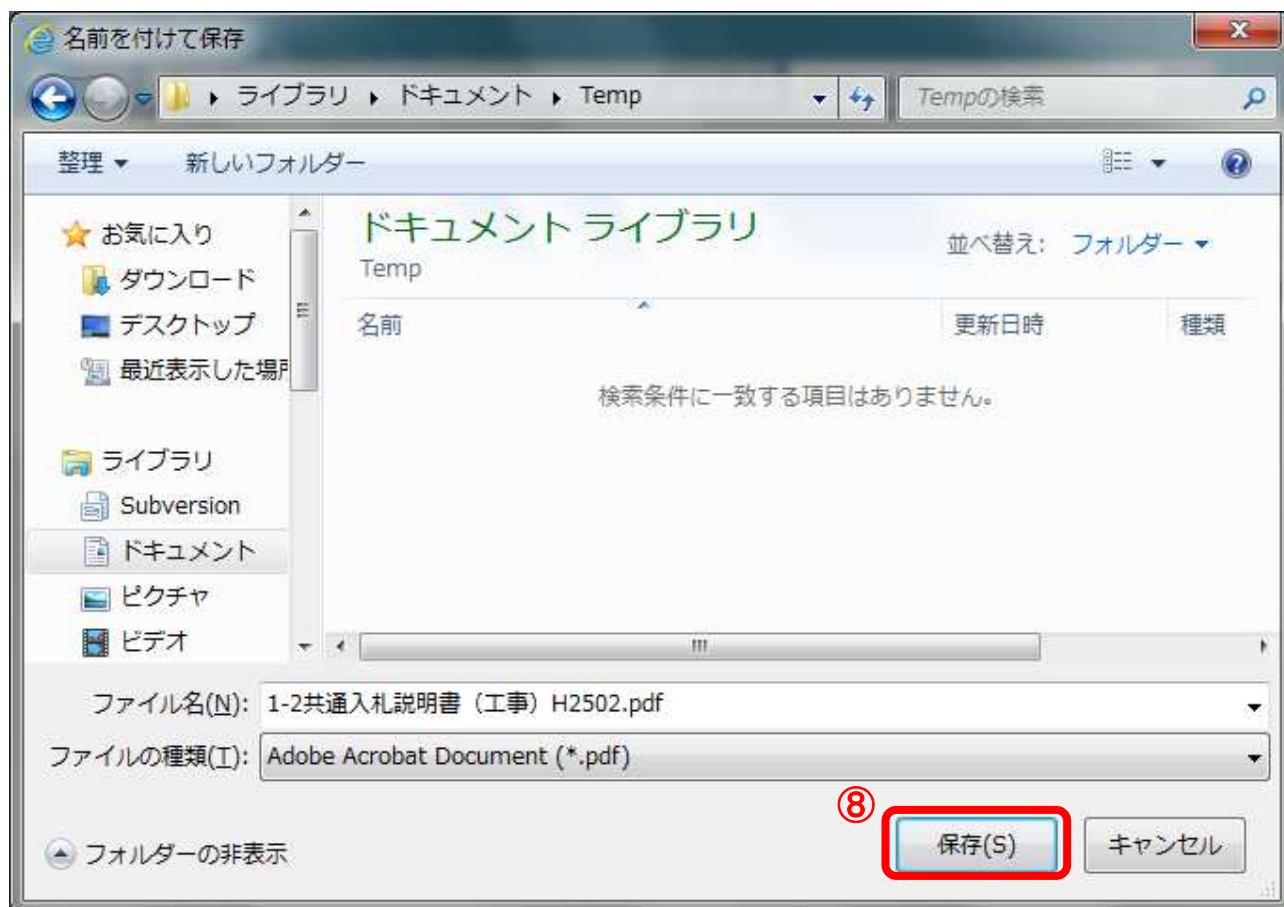 名前を付けて保存
ライブラリ ドキュメント Temp Tempの検索
整理 新しいフォルダー
お気に入り
ダウンロード
デスクトップ
最近表示した場所
ライブラリ
Subversion
ドキュメント
ピクチャ
ビデオ
ドキュメント ライブラリ
Temp
並べ替え: フォルダー
名前 更新日時 種類
検索条件に一致する項目はありません。
ファイル名(N): 1-2共通入札説明書（工事）H2502.pdf
ファイルの種類(T): Adobe Acrobat Document (*.pdf)
⑧
フォルダーの非表示
保存(S) キャンセル